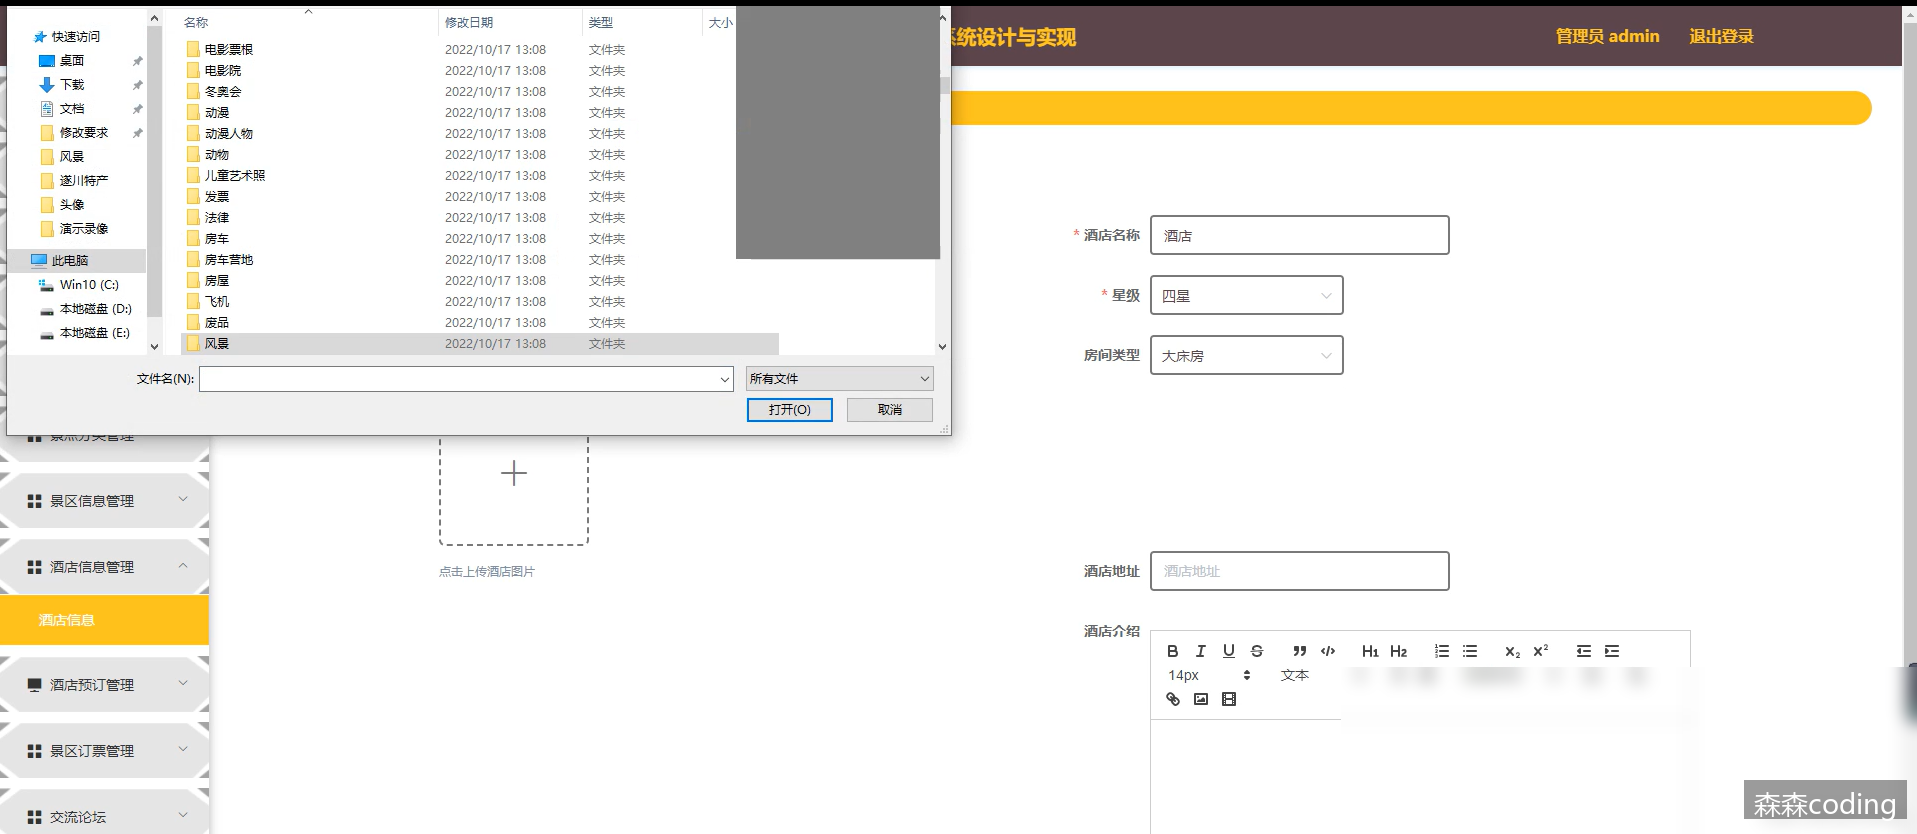 名称 修改日期 类型 大小
快速访问
桌面
下载
文档
修改要求
风景
遂川特产
头像
演示录像
此电脑
Win10 (C:)
本地磁盘 (D:)
本地磁盘 (E:)
电影票根 2022/10/17 13:08 文件夹
电影院 2022/10/17 13:08 文件夹
冬奥会 2022/10/17 13:08 文件夹
动漫 2022/10/17 13:08 文件夹
动漫人物 2022/10/17 13:08 文件夹
动物 2022/10/17 13:08 文件夹
儿童艺术照 2022/10/17 13:08 文件夹
发票 2022/10/17 13:08 文件夹
法律 2022/10/17 13:08 文件夹
房车 2022/10/17 13:08 文件夹
房车营地 2022/10/17 13:08 文件夹
房屋 2022/10/17 13:08 文件夹
飞机 2022/10/17 13:08 文件夹
废品 2022/10/17 13:08 文件夹
风景 2022/10/17 13:08 文件夹
文件名(N): 所有文件
打开(O) 取消
系统设计与实现 管理员 admin 退出登录
* 酒店名称 酒店
* 星级 四星
房间类型 大床房
点击上传酒店图片
酒店地址 酒店地址
酒店介绍
B I U S ” </> H1 H2 x₂ x²
14px 文本
景点分类管理
景区信息管理
酒店信息管理
酒店信息
酒店预订管理
景区订票管理
交流论坛
森森coding